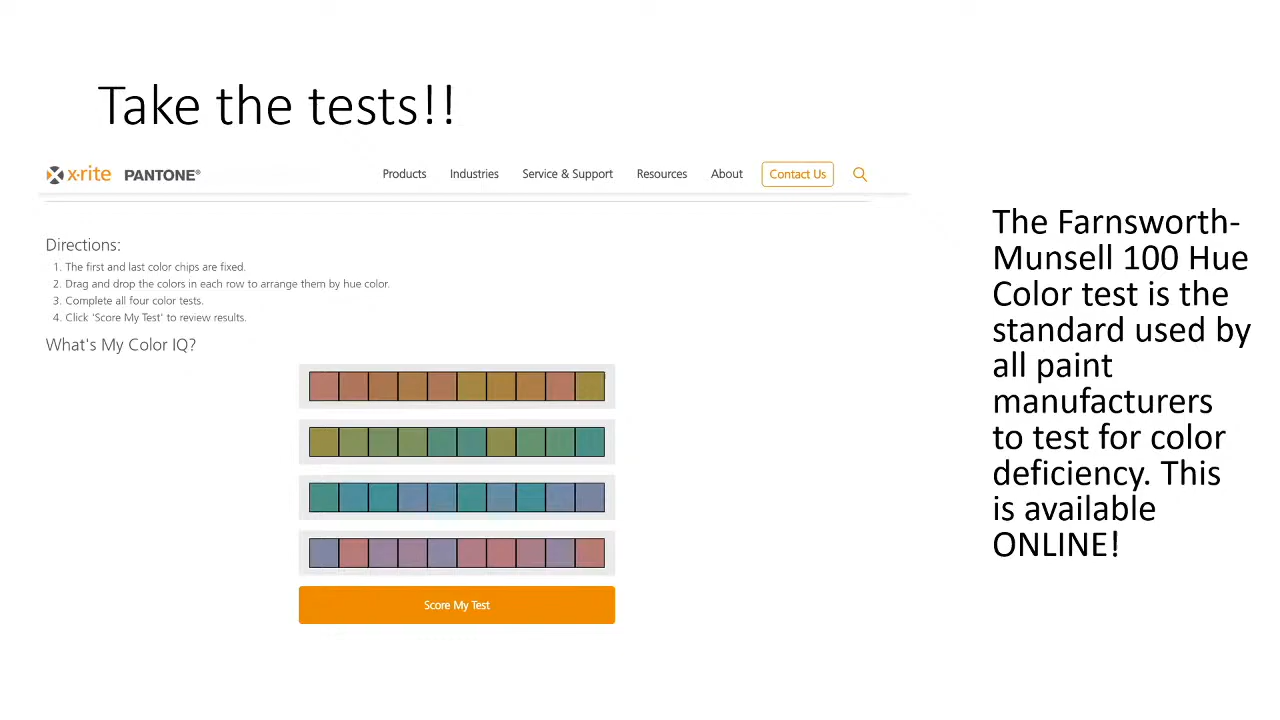 Take the tests!!
x·rite PANTONE®
Products Industries Service & Support Resources About Contact Us
Directions:
1. The first and last color chips are fixed.
2. Drag and drop the colors in each row to arrange them by hue color.
3. Complete all four color tests.
4. Click 'Score My Test' to review results.
What's My Color IQ?
Score My Test
The Farnsworth-
Munsell 100 Hue
Color test is the
standard used by
all paint
manufacturers
to test for color
deficiency. This
is available
ONLINE!